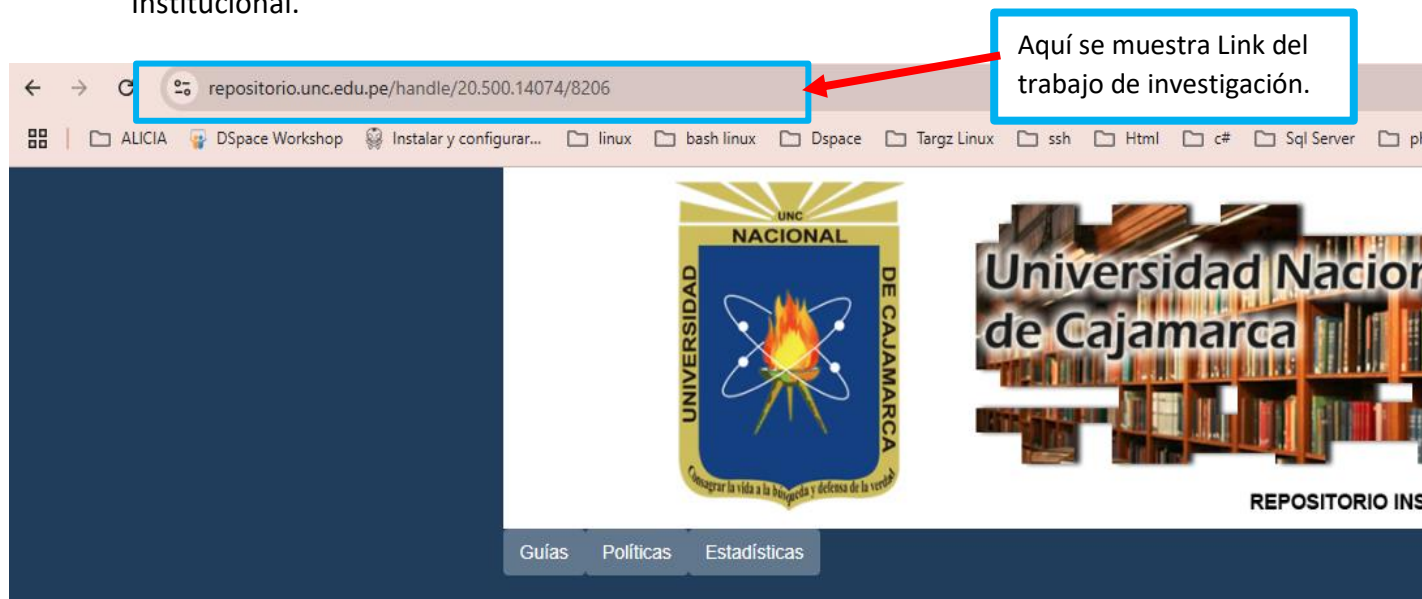 institucional.
Aquí se muestra Link del
trabajo de investigación.
repositorio.unc.edu.pe/handle/20.500.14074/8206
ALICIA DSpace Workshop Instalar y configurar... linux bash linux Dspace Targz Linux ssh Html c# Sql Server
UNC
NACIONAL
UNIVERSIDAD
DE CAJAMARCA
Consagrar la vida a la búsqueda y defensa de la verdad
Universidad Nacion
de Cajamarca
REPOSITORIO INS
Guías Políticas Estadísticas